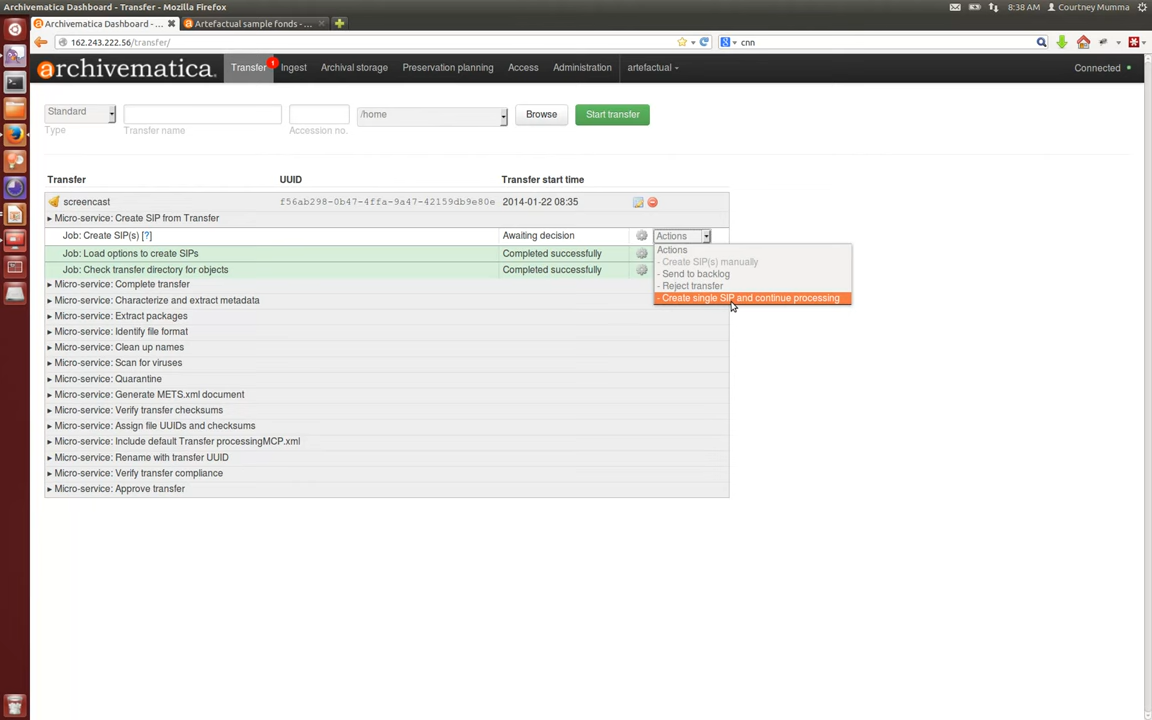 Archivematica Dashboard - Transfer - Mozilla Firefox
8:38 AM
Courtney Mumma
Archivematica Dashboard - ...
Artefactual sample fonds - ...
162.243.222.56/transfer/
cnn
archivematica
Transfer
1
Ingest
Archival storage
Preservation planning
Access
Administration
artefactual
Connected
Standard
/home
Browse
Start transfer
Type
Transfer name
Accession no.
Transfer
UUID
Transfer start time
screencast
f56ab298-0b47-4ffa-9a47-42159db9e80e
2014-01-22 08:35
Micro-service: Create SIP from Transfer
Job: Create SIP(s) [?]
Awaiting decision
Actions
Actions
- Create SIP(s) manually
- Send to backlog
- Reject transfer
- Create single SIP and continue processing
Job: Load options to create SIPs
Completed successfully
Job: Check transfer directory for objects
Completed successfully
Micro-service: Complete transfer
Micro-service: Characterize and extract metadata
Micro-service: Extract packages
Micro-service: Identify file format
Micro-service: Clean up names
Micro-service: Scan for viruses
Micro-service: Quarantine
Micro-service: Generate METS.xml document
Micro-service: Verify transfer checksums
Micro-service: Assign file UUIDs and checksums
Micro-service: Include default Transfer processingMCP.xml
Micro-service: Rename with transfer UUID
Micro-service: Verify transfer compliance
Micro-service: Approve transfer